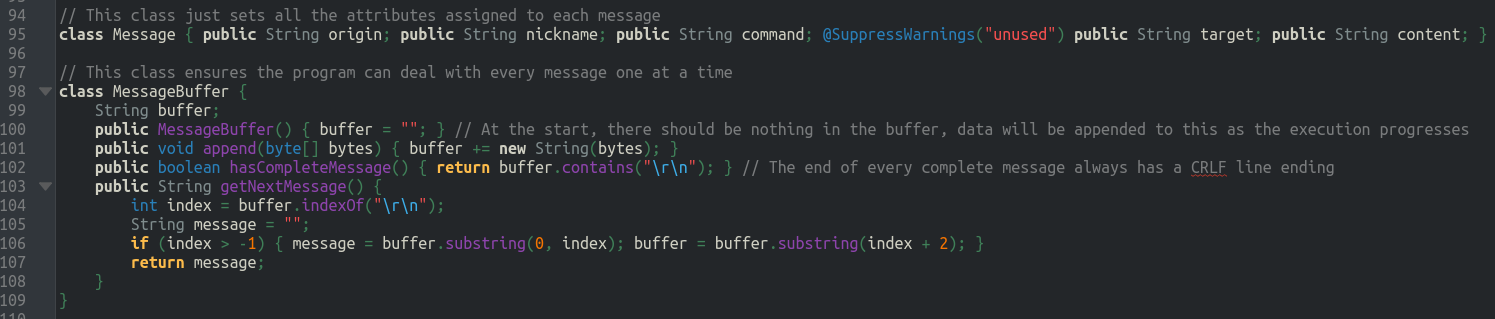 94 // This class just sets all the attributes assigned to each message
95 class Message { public String origin; public String nickname; public String command; @SuppressWarnings("unused") public String target; public String content; }
96
97 // This class ensures the program can deal with every message one at a time
98 class MessageBuffer {
99     String buffer;
100     public MessageBuffer() { buffer = ""; } // At the start, there should be nothing in the buffer, data will be appended to this as the execution progresses
101     public void append(byte[] bytes) { buffer += new String(bytes); }
102     public boolean hasCompleteMessage() { return buffer.contains("\r\n"); } // The end of every complete message always has a CRLF line ending
103     public String getNextMessage() {
104         int index = buffer.indexOf("\r\n");
105         String message = "";
106         if (index > -1) { message = buffer.substring(0, index); buffer = buffer.substring(index + 2); }
107         return message;
108     }
109 }
110